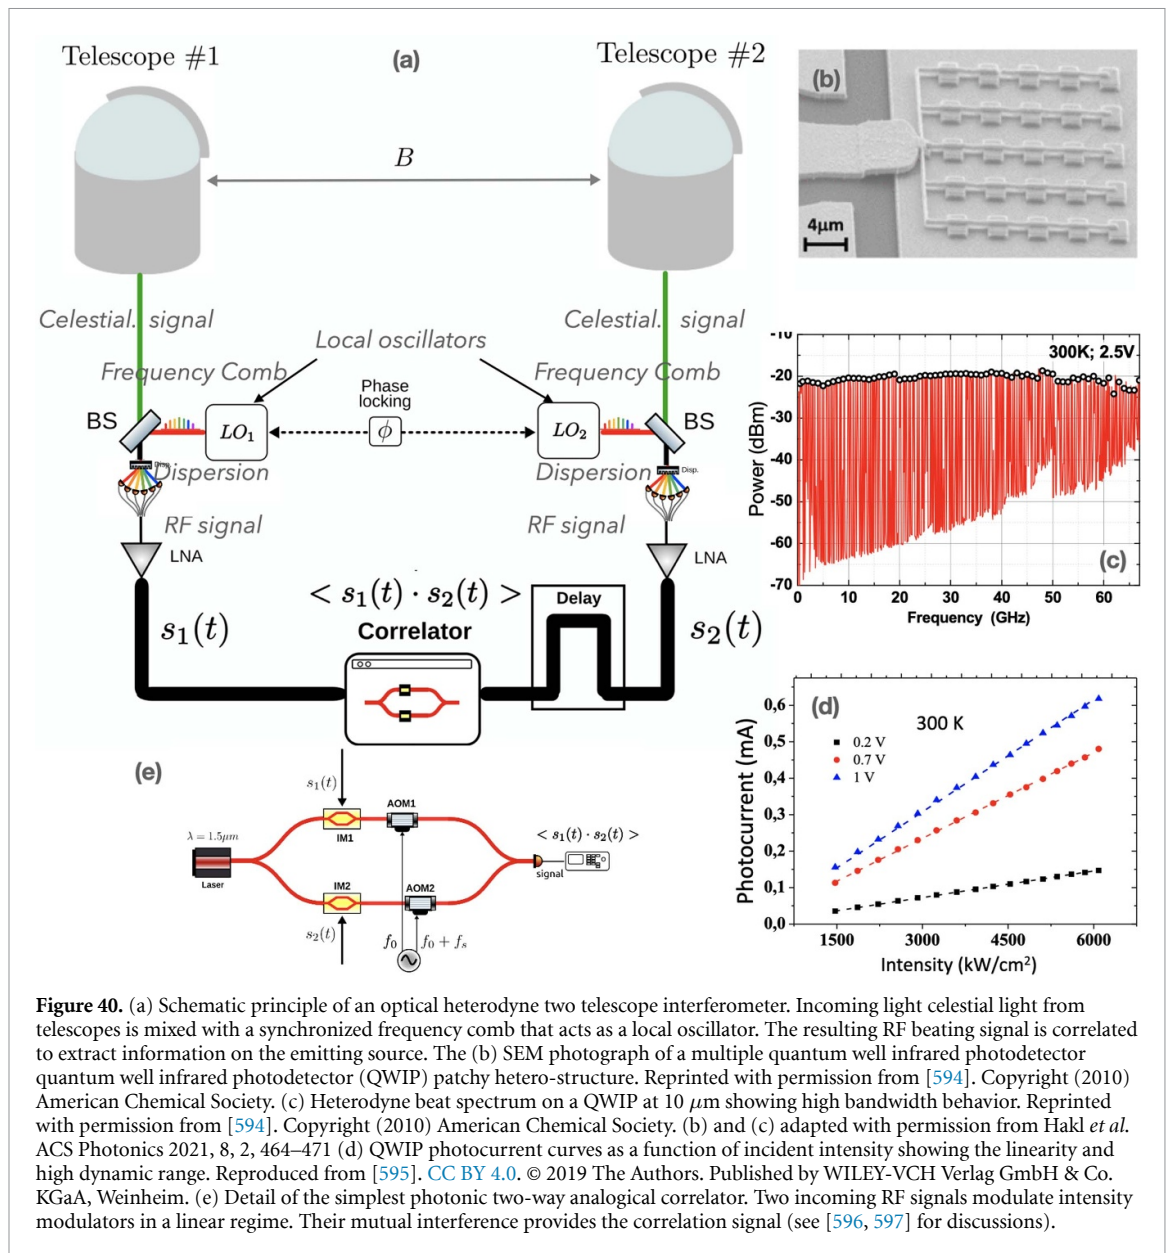 Telescope #1
(a)
Telescope #2
B
Celestial. signal
Celestial. signal
Local oscillators
Frequency Comb
Frequency Comb
Phase
locking
BS
LO1
ϕ
LO2
BS
Disp.
Dispersion
Dispersion
Disp.
RF signal
RF signal
LNA
LNA
s1(t)
< s1(t) · s2(t) >
Correlator
Delay
s2(t)
(b)
4µm
300K; 2.5V
Power (dBm)
-10
-20
-30
-40
-50
-60
-70
0 10 20 30 40 50 60
Frequency (GHz)
(c)
(d)
300 K
0.2 V
0.7 V
1 V
Photocurrent (mA)
0,6
0,5
0,4
0,3
0,2
0,1
0,0
1500 3000 4500 6000
Intensity (kW/cm²)
(e)
s1(t)
λ = 1.5µm
Laser
IM1
AOM1
< s1(t) · s2(t) >
signal
IM2
AOM2
s2(t)
f0
f0 + fs
Figure 40. (a) Schematic principle of an optical heterodyne two telescope interferometer. Incoming light celestial light from
telescopes is mixed with a synchronized frequency comb that acts as a local oscillator. The resulting RF beating signal is correlated
to extract information on the emitting source. The (b) SEM photograph of a multiple quantum well infrared photodetector
quantum well infrared photodetector (QWIP) patchy hetero-structure. Reprinted with permission from [594]. Copyright (2010)
American Chemical Society. (c) Heterodyne beat spectrum on a QWIP at 10 µm showing high bandwidth behavior. Reprinted
with permission from [594]. Copyright (2010) American Chemical Society. (b) and (c) adapted with permission from Hakl et al.
ACS Photonics 2021, 8, 2, 464–471 (d) QWIP photocurrent curves as a function of incident intensity showing the linearity and
high dynamic range. Reproduced from [595]. CC BY 4.0. © 2019 The Authors. Published by WILEY-VCH Verlag GmbH & Co.
KGaA, Weinheim. (e) Detail of the simplest photonic two-way analogical correlator. Two incoming RF signals modulate intensity
modulators in a linear regime. Their mutual interference provides the correlation signal (see [596, 597] for discussions).